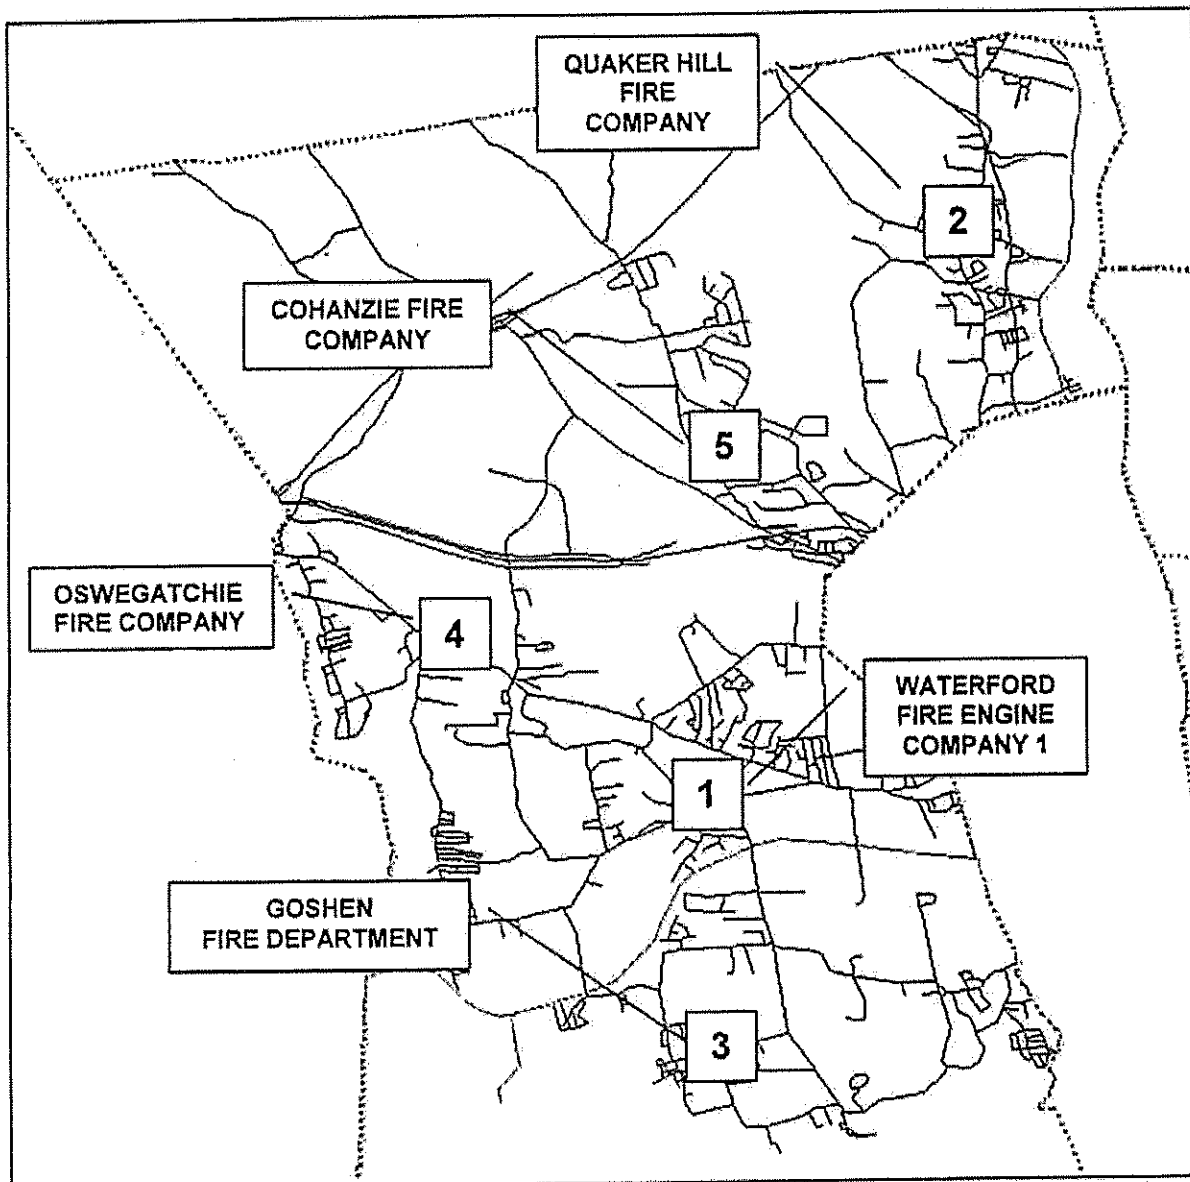 QUAKER HILL
FIRE
COMPANY
2
COHANZIE FIRE
COMPANY
5
OSWEGATCHIE
FIRE COMPANY
4
WATERFORD
FIRE ENGINE
COMPANY 1
1
GOSHEN
FIRE DEPARTMENT
3